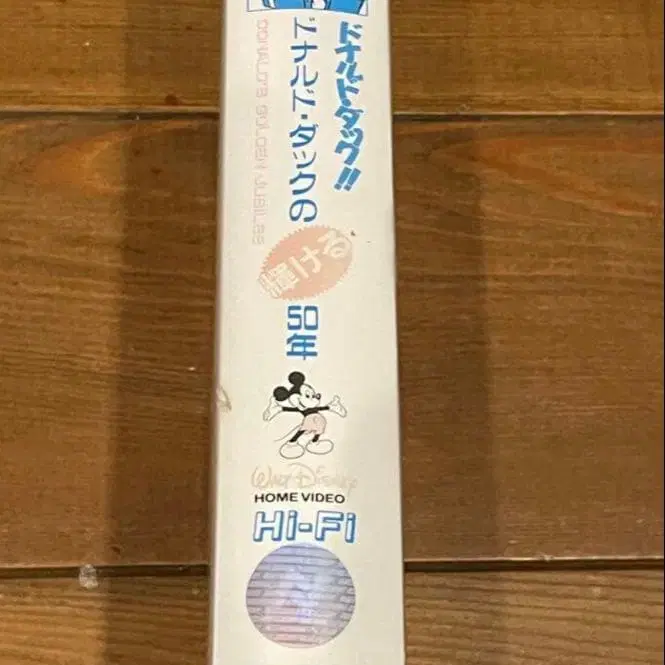 ドナルド・ダック!!
ドナルド・ダックの
輝ける
50年
DONALD'S GOLDEN JUBILEE
WALT DISNEY
HOME VIDEO
Hi-Fi